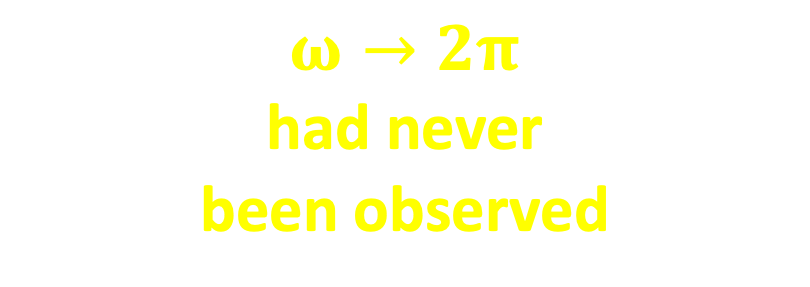 ω → 2π
had never
been observed